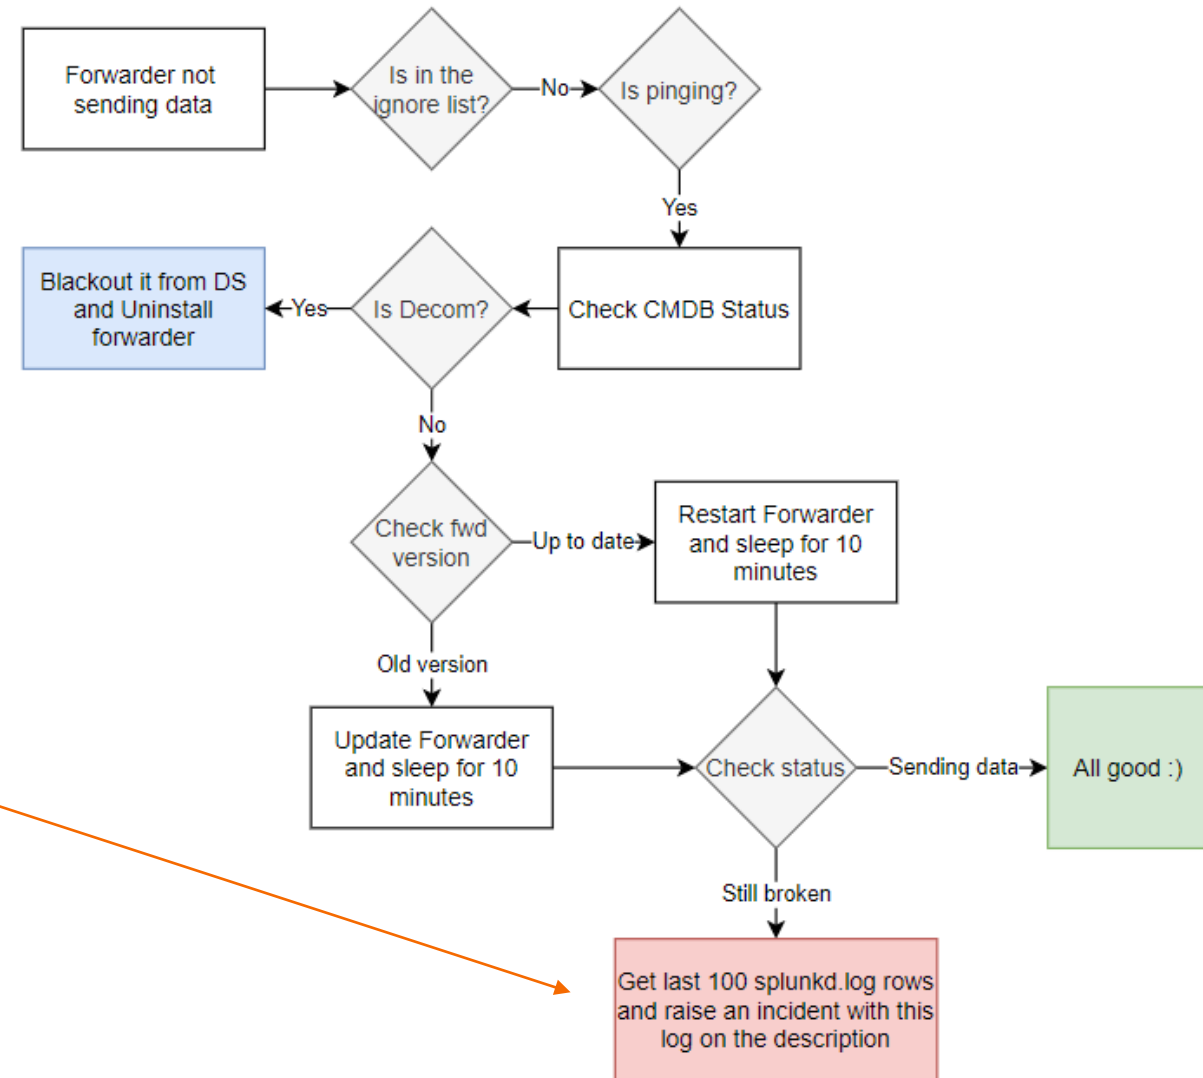 Forwarder not
sending data
Is in the
ignore list?
No
Is pinging?
Yes
Blackout it from DS
and Uninstall
forwarder
Yes
Is Decom?
Check CMDB Status
No
Check fwd
version
Up to date
Restart Forwarder
and sleep for 10
minutes
Old version
Update Forwarder
and sleep for 10
minutes
Check status
Sending data
All good :)
Still broken
Get last 100 splunkd.log rows
and raise an incident with this
log on the description